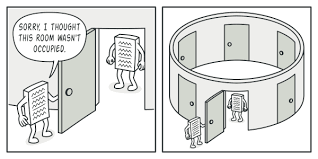 SORRY, I THOUGHT
THIS ROOM WASN'T
OCCUPIED.